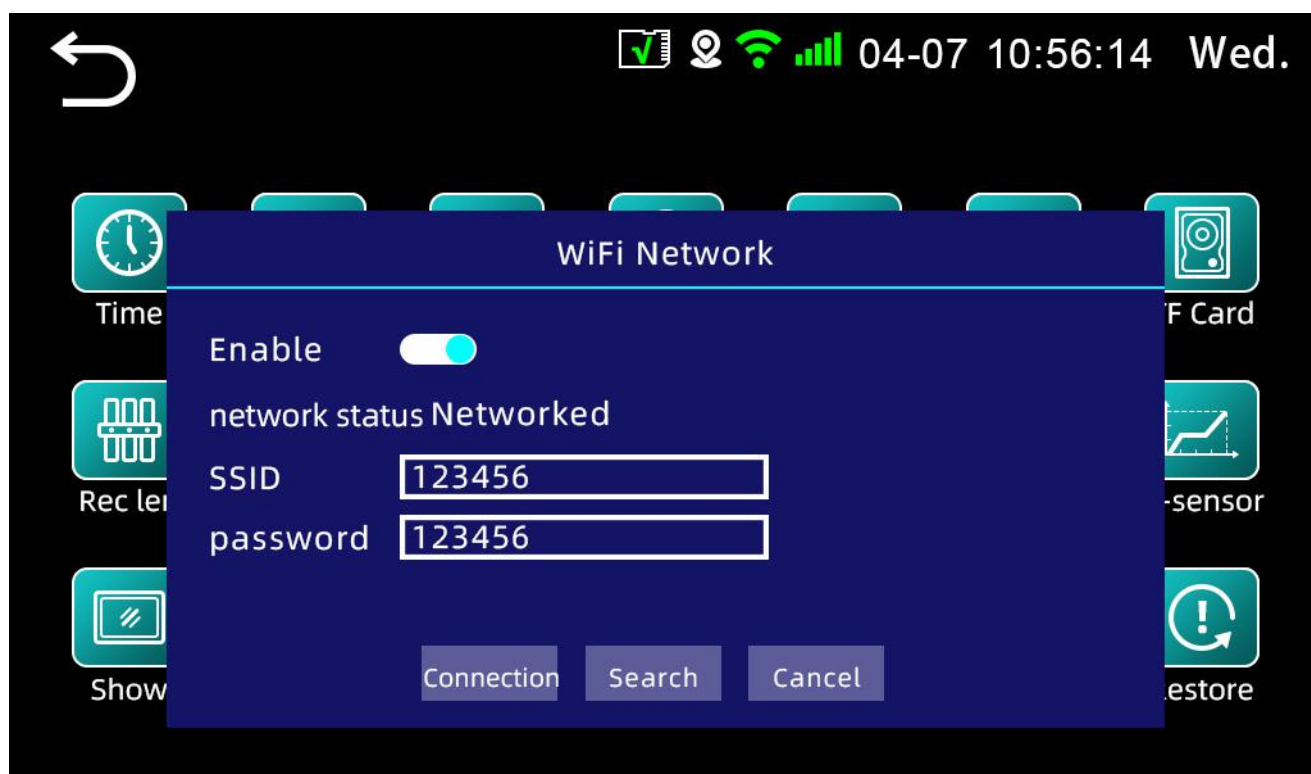 04-07 10:56:14 Wed.
WiFi Network
Time
F Card
Enable
network status Networked
SSID 123456
Rec len
-sensor
password 123456
Connection Search Cancel
Show
estore